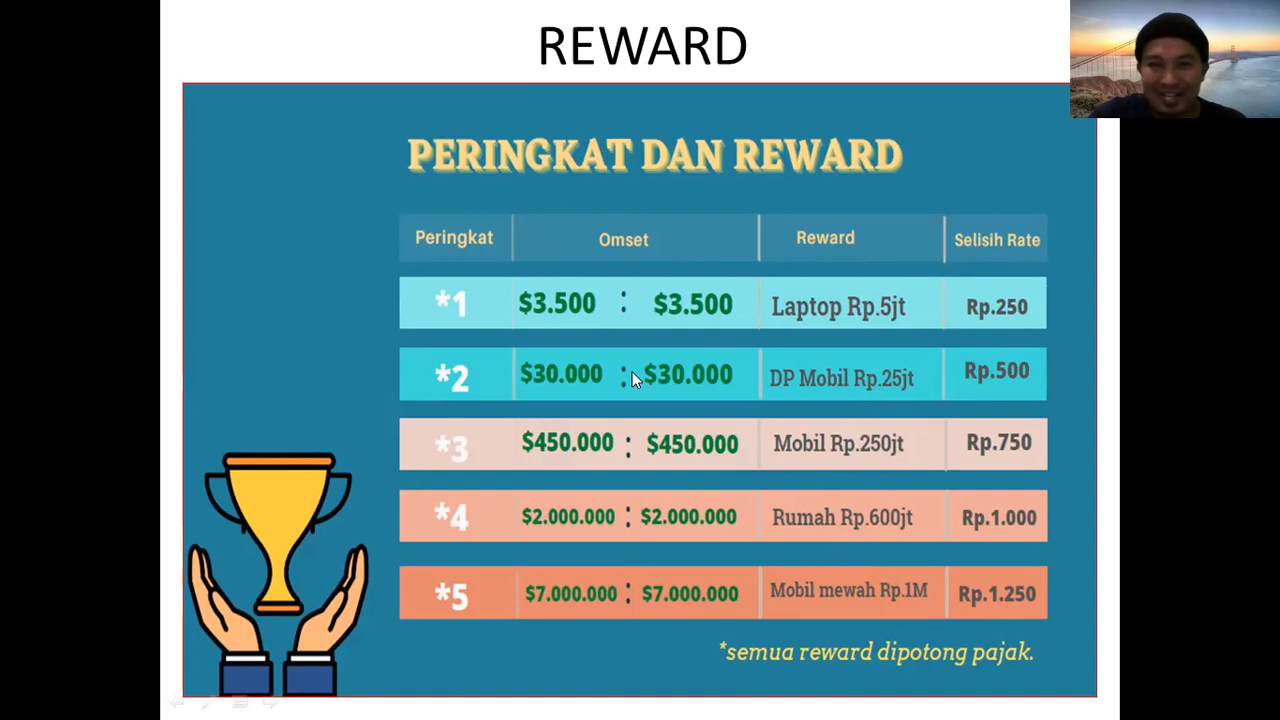 REWARD
PERINGKAT DAN REWARD
Peringkat Omset Reward Selisih Rate
*1 $3.500 : $3.500 Laptop Rp.5jt Rp.250
*2 $30.000 : $30.000 DP Mobil Rp.25jt Rp.500
*3 $450.000 : $450.000 Mobil Rp.250jt Rp.750
*4 $2.000.000 : $2.000.000 Rumah Rp.600jt Rp.1.000
*5 $7.000.000 : $7.000.000 Mobil mewah Rp.1M Rp.1.250
*semua reward dipotong pajak.